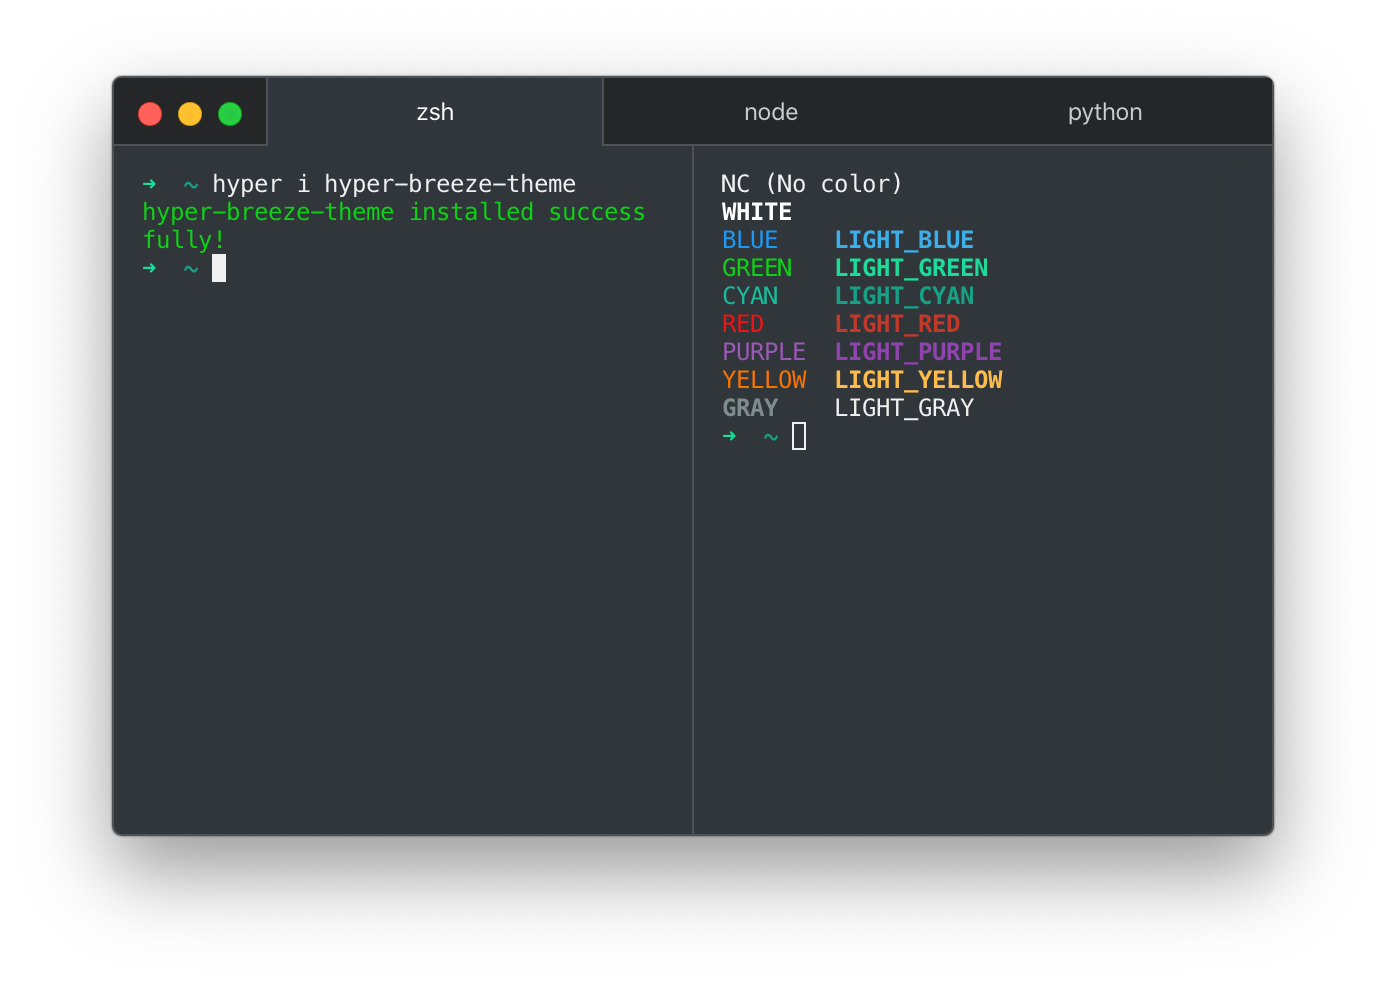 zsh
node
python
➜ ~ hyper i hyper-breeze-theme
hyper-breeze-theme installed success
fully!
➜ ~
NC (No color)
WHITE
BLUE LIGHT_BLUE
GREEN LIGHT_GREEN
CYAN LIGHT_CYAN
RED LIGHT_RED
PURPLE LIGHT_PURPLE
YELLOW LIGHT_YELLOW
GRAY LIGHT_GRAY
➜ ~